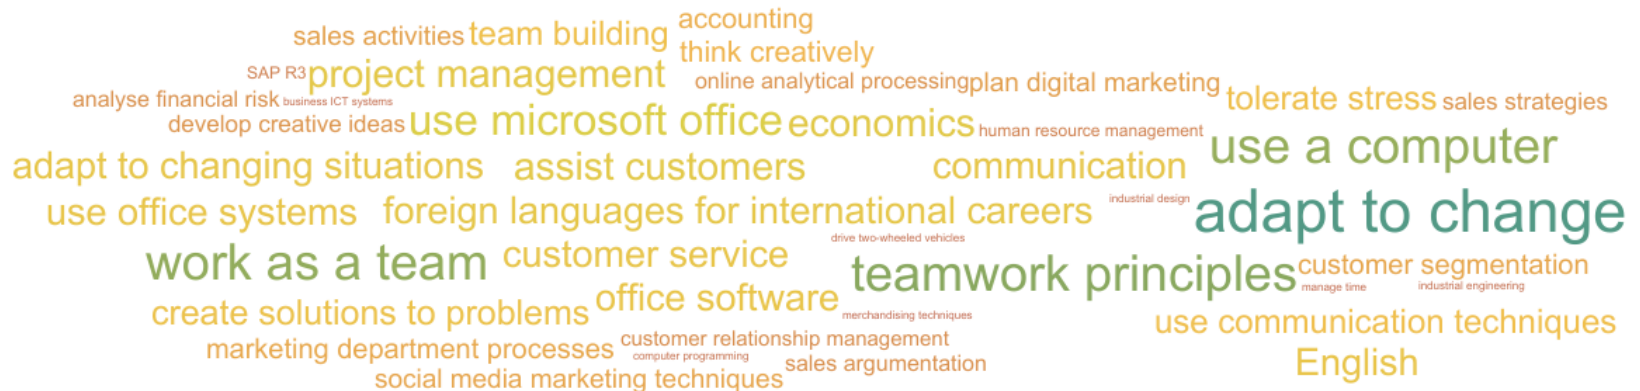 accounting
sales activities team building
think creatively
SAP R3 project management
online analytical processing plan digital marketing
analyse financial risk business ICT systems
tolerate stress sales strategies
develop creative ideas use microsoft office economics human resource management
use a computer
adapt to changing situations assist customers communication
use office systems foreign languages for international careers industrial design adapt to change
drive two-wheeled vehicles
work as a team customer service teamwork principles customer segmentation
manage time industrial engineering
create solutions to problems office software merchandising techniques
use communication techniques
marketing department processes customer relationship management
computer programming sales argumentation English
social media marketing techniques